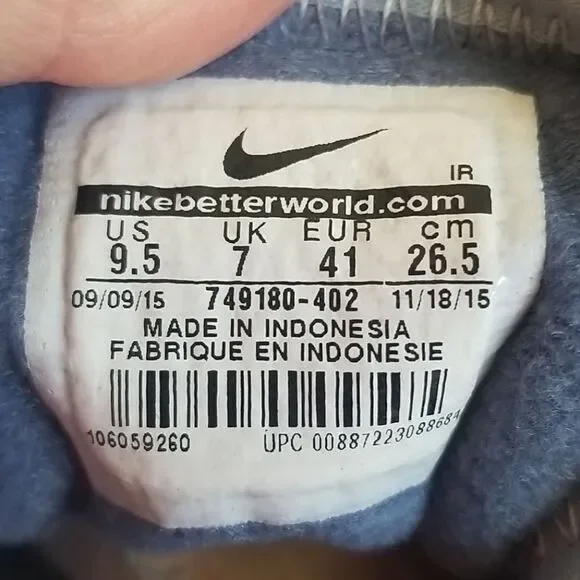 IR
nikebetterworld.com
US UK EUR cm
9.5 7 41 26.5
09/09/15 749180-402 11/18/15
MADE IN INDONESIA
FABRIQUE EN INDONESIE
106059260 UPC 00887223088684